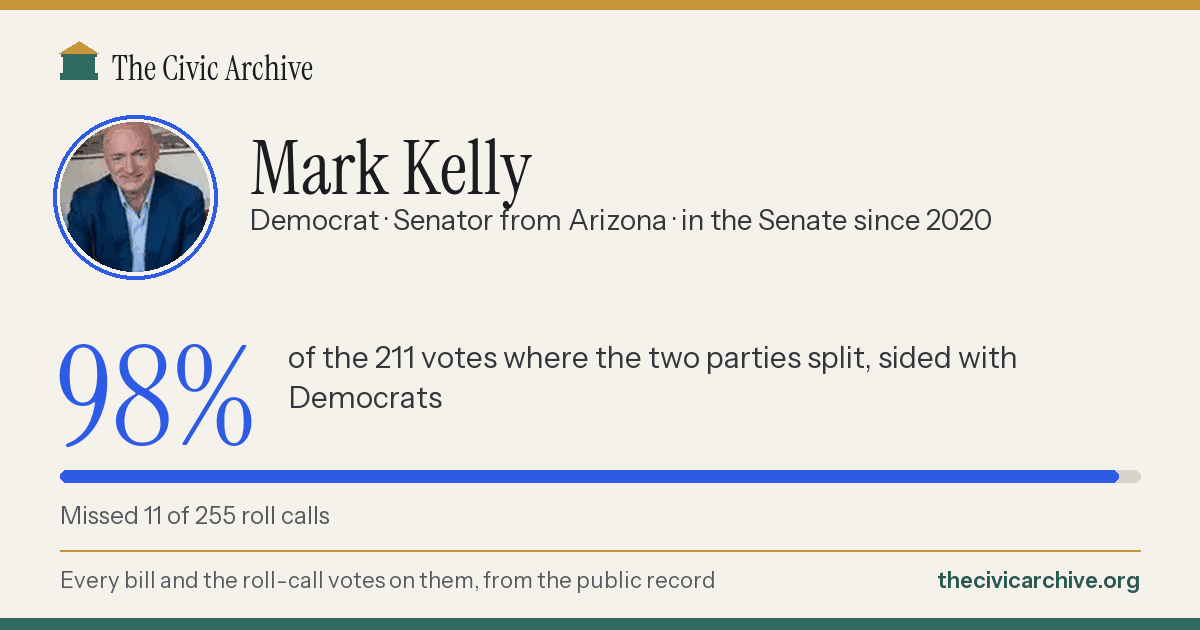 The Civic Archive
Mark Kelly
Democrat · Senator from Arizona · in the Senate since 2020
98%
of the 211 votes where the two parties split, sided with
Democrats
Missed 11 of 255 roll calls
Every bill and the roll-call votes on them, from the public record
thecivicarchive.org